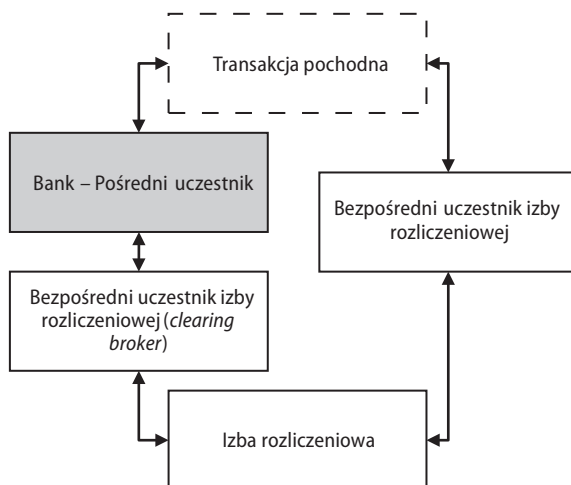 Transakcja pochodna
Bank – Pośredni uczestnik
Bezpośredni uczestnik izby
rozliczeniowej
Bezpośredni uczestnik izby
rozliczeniowej (clearing
broker)
Izba rozliczeniowa